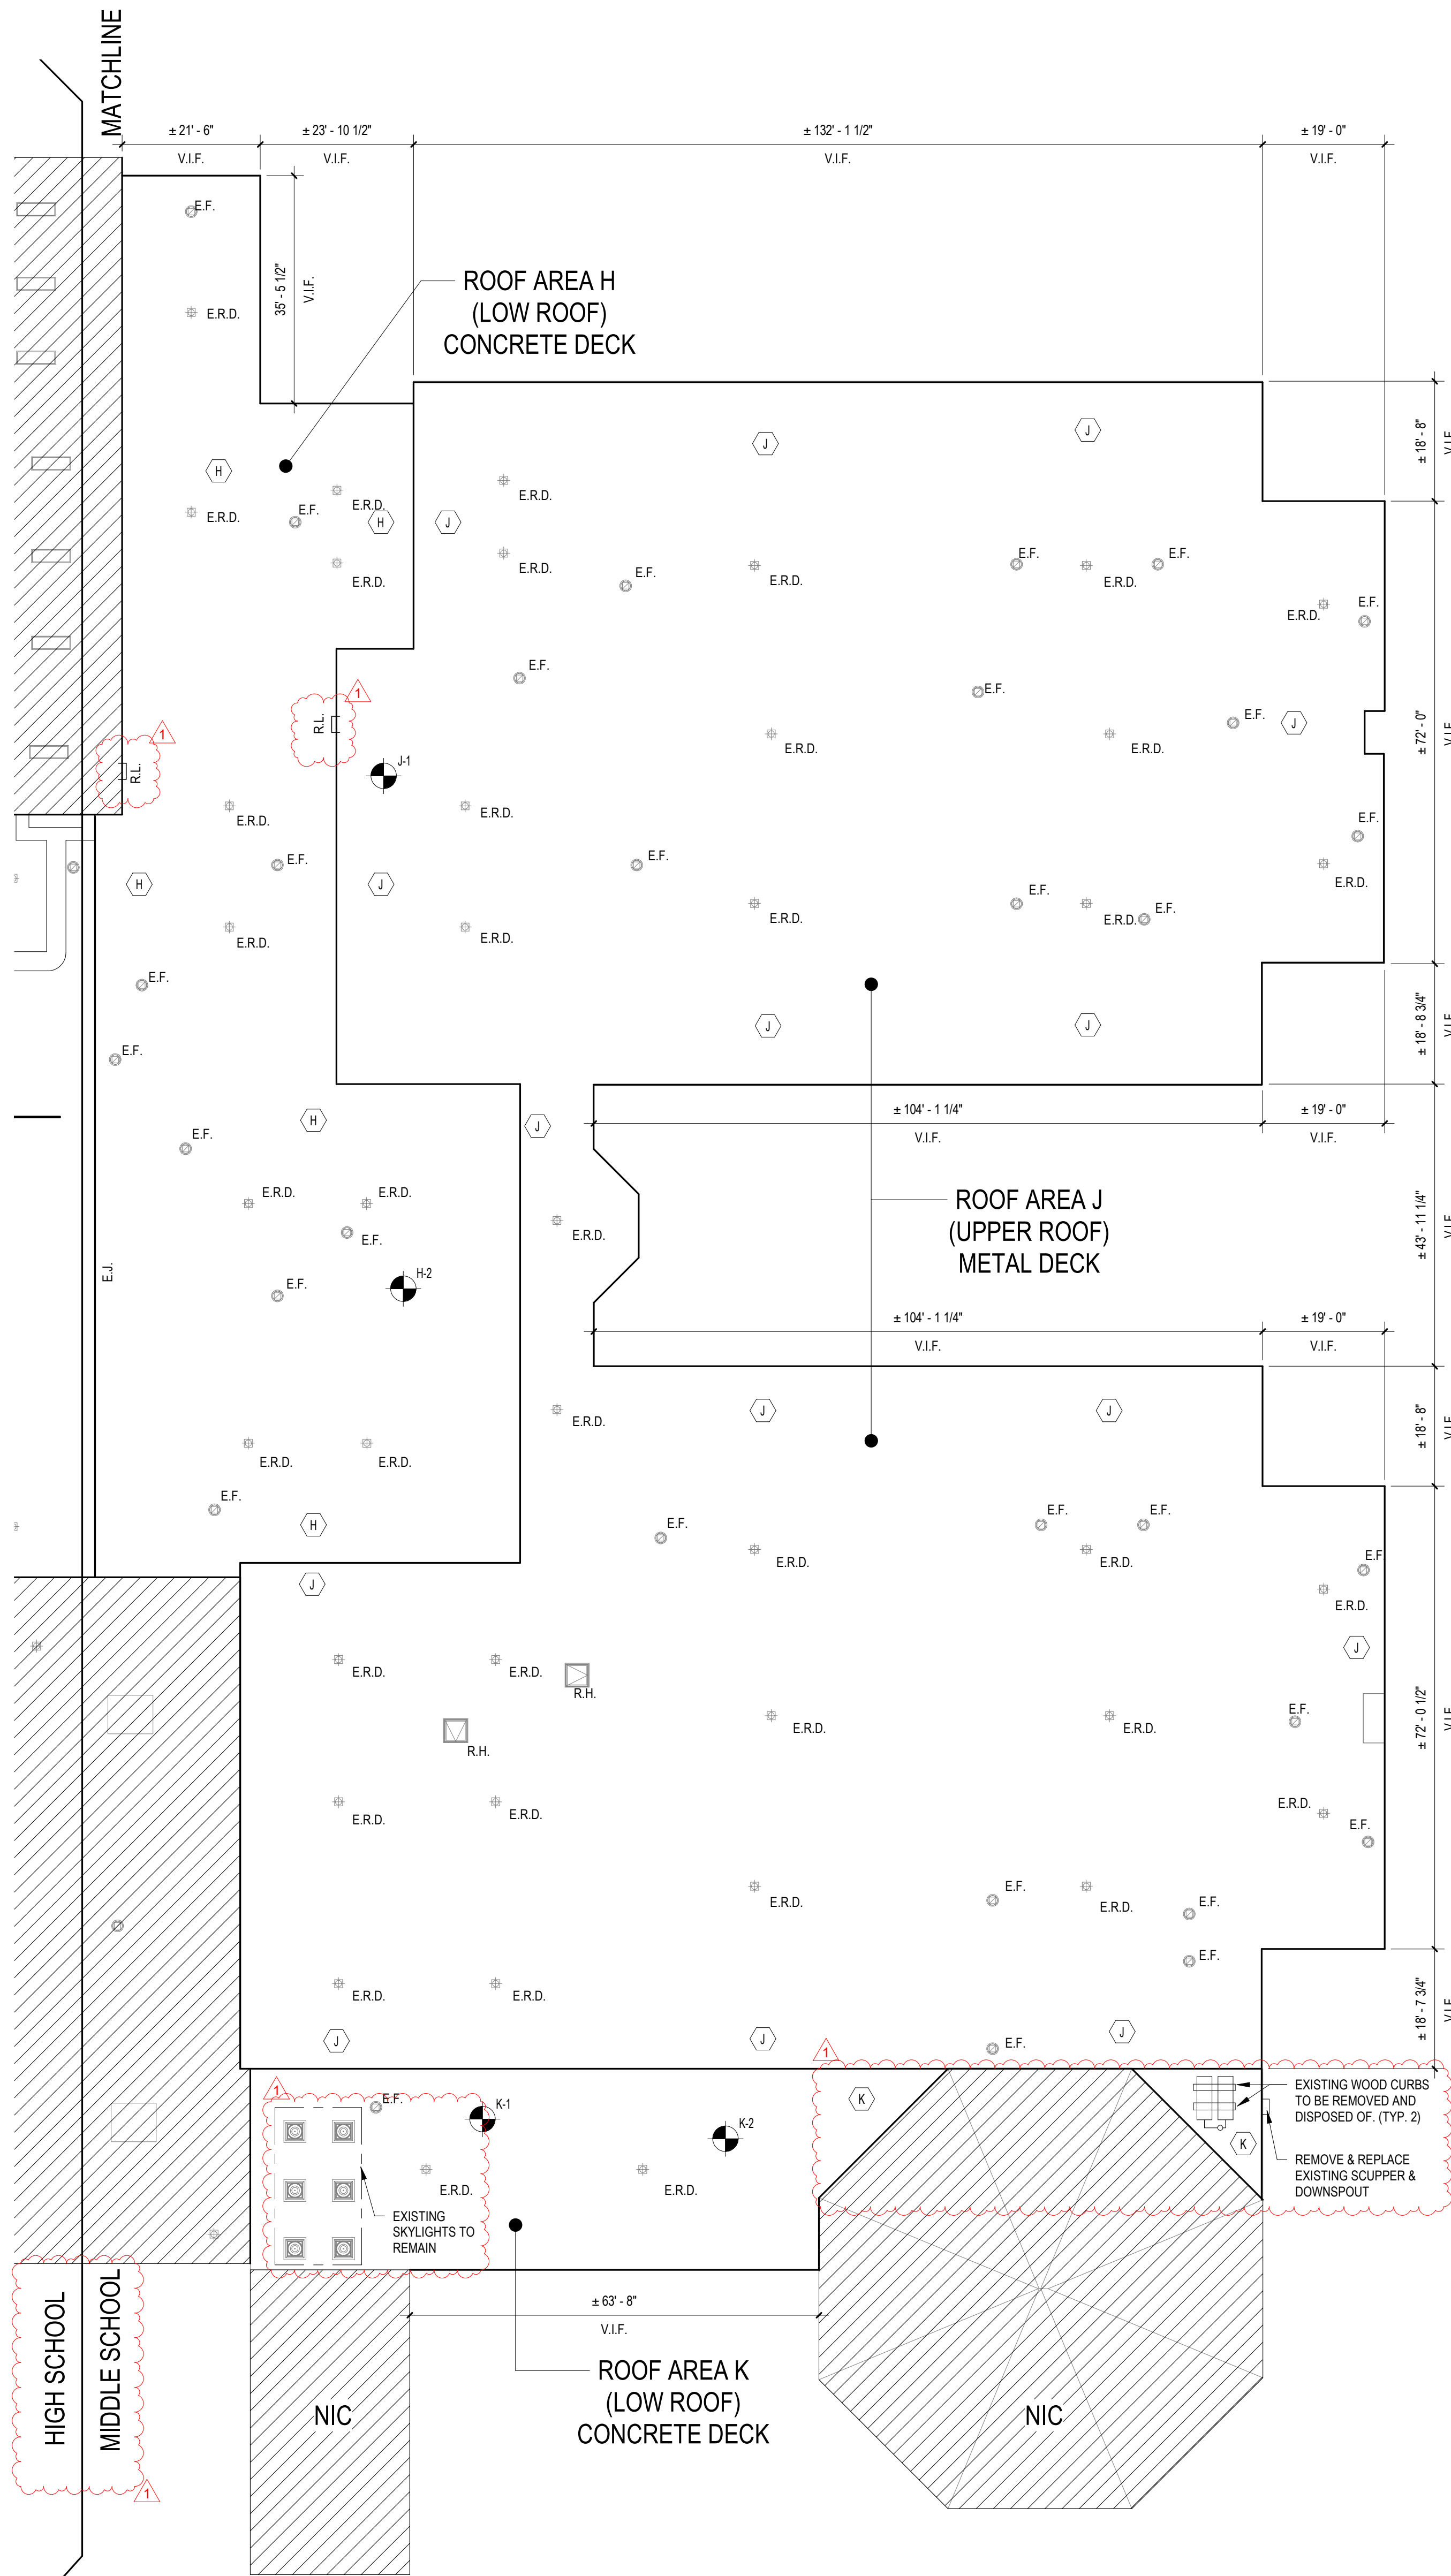 MATCHLINE
± 21' - 6"
V.I.F.
± 23' - 10 1/2"
V.I.F.
± 132' - 1 1/2"
V.I.F.
± 19' - 0"
V.I.F.
E.F.
35' - 5 1/2"
V.I.F.
ROOF AREA H
(LOW ROOF)
CONCRETE DECK
E.R.D.
± 18' - 8"
V.I.F.
J
J
H
E.R.D.
E.R.D.
E.R.D.
E.F.
H
J
E.R.D.
E.R.D.
E.R.D.
E.F.
E.F.
E.F.
E.R.D.
E.R.D.
E.F.
E.F.
1
R.L.
E.F.
E.F.
J
± 72' - 0"
V.I.F.
1
R.L.
E.R.D.
E.R.D.
J-1
E.R.D.
E.R.D.
E.F.
E.F.
E.F.
E.R.D.
H
J
E.R.D.
E.F.
E.R.D.
E.F.
E.R.D.
E.R.D.
E.F.
J
J
± 18' - 8 3/4"
V.I.F.
E.F.
H
J
± 104' - 1 1/4"
V.I.F.
± 19' - 0"
V.I.F.
E.F.
E.R.D.
E.R.D.
E.F.
E.R.D.
ROOF AREA J
(UPPER ROOF)
METAL DECK
± 43' - 11 1/4"
V.I.F.
E.J.
E.F.
H-2
± 104' - 1 1/4"
V.I.F.
± 19' - 0"
V.I.F.
E.R.D.
J
J
± 18' - 8"
V.I.F.
E.R.D.
E.R.D.
E.F.
H
E.F.
E.F.
E.F.
E.R.D.
E.R.D.
E.F.
J
E.R.D.
J
E.R.D.
E.R.D.
R.H.
R.H.
E.R.D.
E.R.D.
E.F.
± 72' - 0 1/2"
V.I.F.
E.R.D.
E.R.D.
E.R.D.
E.F.
E.R.D.
E.F.
E.R.D.
E.F.
E.F.
E.R.D.
E.R.D.
± 18' - 7 3/4"
V.I.F.
J
J
J
E.F.
1
1
E.F.
K-1
K-2
K
K
EXISTING WOOD CURBS
TO BE REMOVED AND
DISPOSED OF. (TYP. 2)
REMOVE & REPLACE
EXISTING SCUPPER &
DOWNSPOUT
E.R.D.
E.R.D.
EXISTING
SKYLIGHTS TO
REMAIN
± 63' - 8"
V.I.F.
HIGH SCHOOL
MIDDLE SCHOOL
1
NIC
ROOF AREA K
(LOW ROOF)
CONCRETE DECK
NIC